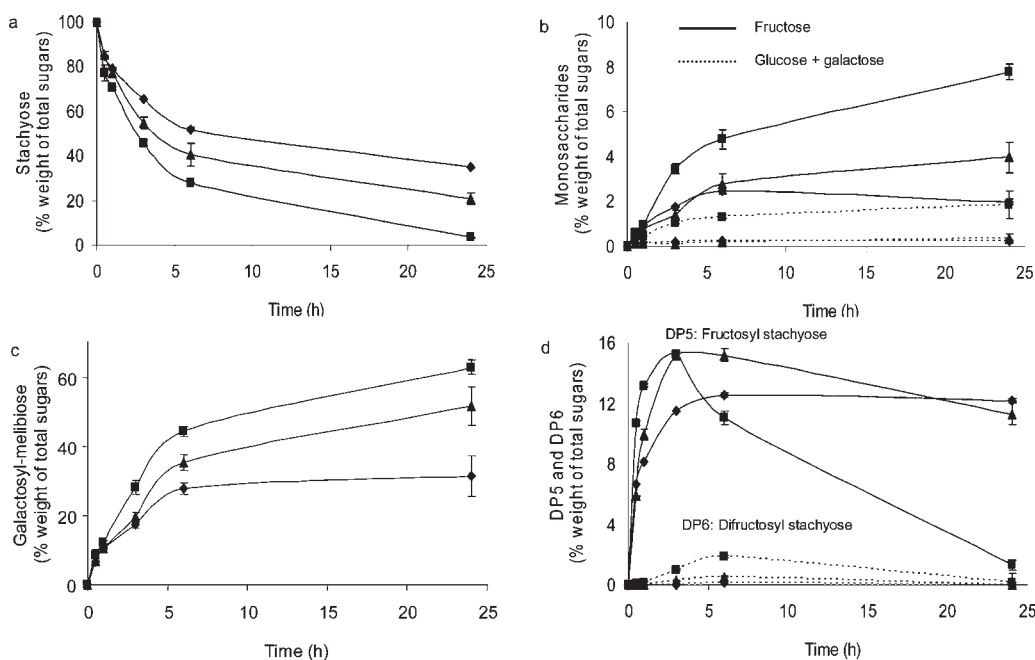 a
100
80
60
40
20
0
Stachyose
(% weight of total sugars)
0 5 10 15 20 25
Time (h)
b
Fructose
Glucose + galactose
10
8
6
4
2
0
Monosaccharides
(% weight of total sugars)
0 5 10 15 20 25
Time (h)
c
60
40
20
0
Galactosyl-melibiose
(% weight of total sugars)
0 5 10 15 20 25
Time (h)
DP5: Fructosyl stachyose
d
16
12
8
4
0
DP5 and DP6
(% weight of total sugars)
DP6: Difructosyl stachyose
0 5 10 15 20 25
Time (h)